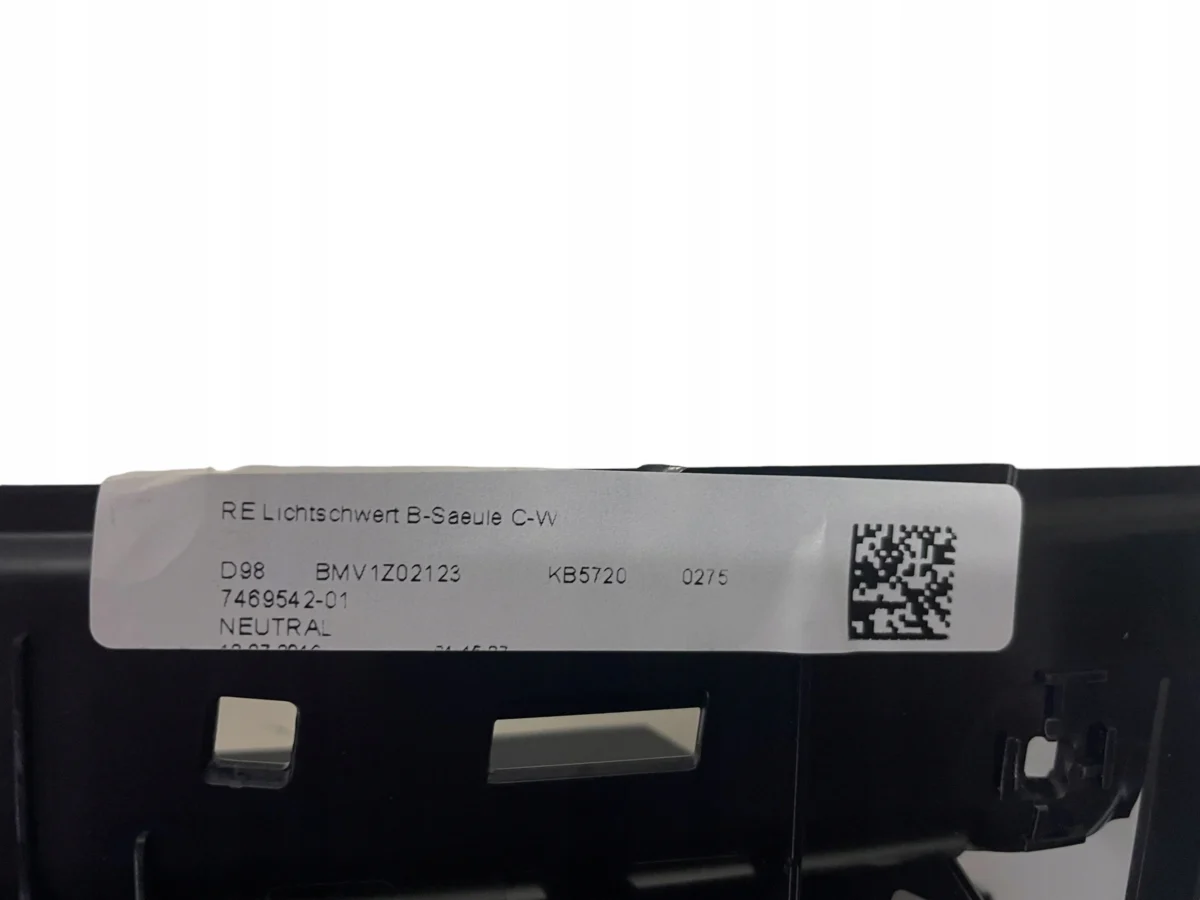 RE Lichtschwert B-Saeule C-W
D98 BMV1Z02123 KB5720 0275
7469542-01
NEUTRAL